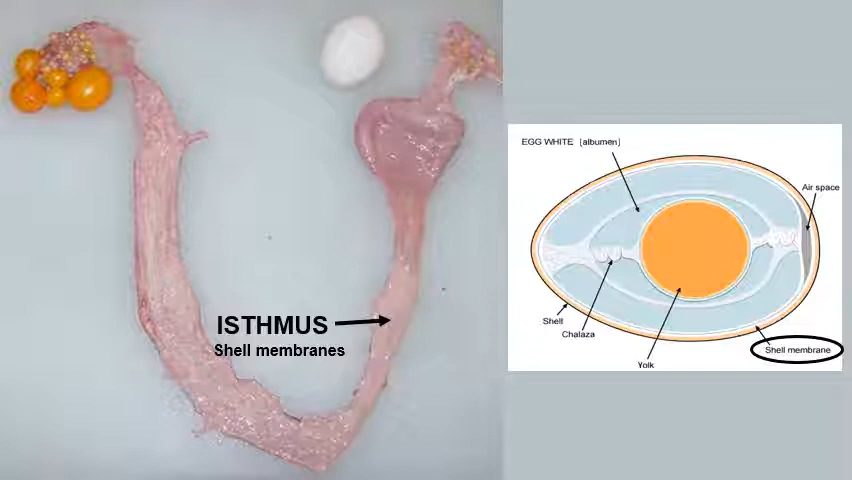 ISTHMUS
Shell membranes
EGG WHITE [albumen]
Air space
Shell
Chalaza
Yolk
Shell membrane